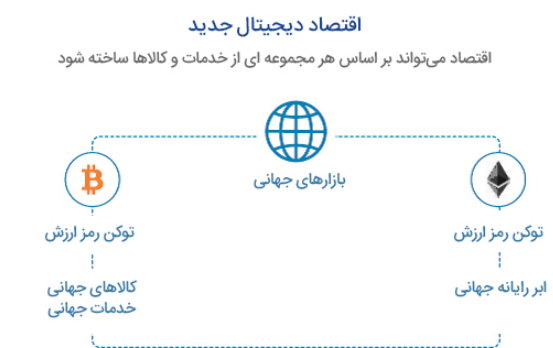 اقتصاد دیجیتال جدید
اقتصاد می‌تواند بر اساس هر مجموعه ای از خدمات و کالاها ساخته شود
بازارهای جهانی
توکن رمز ارزش
ابر رایانه جهانی
توکن رمز ارزش
کالاهای جهانی
خدمات جهانی